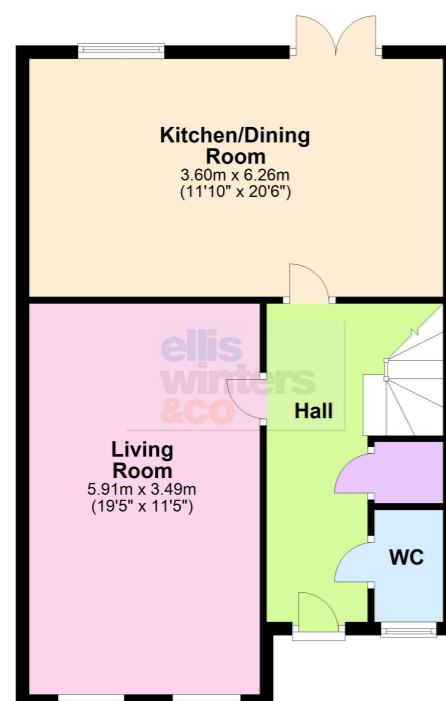 Kitchen/Dining
Room
3.60m x 6.26m
(11'10" x 20'6")
ellis
winters
&co
Hall
Living
Room
5.91m x 3.49m
(19'5" x 11'5")
WC